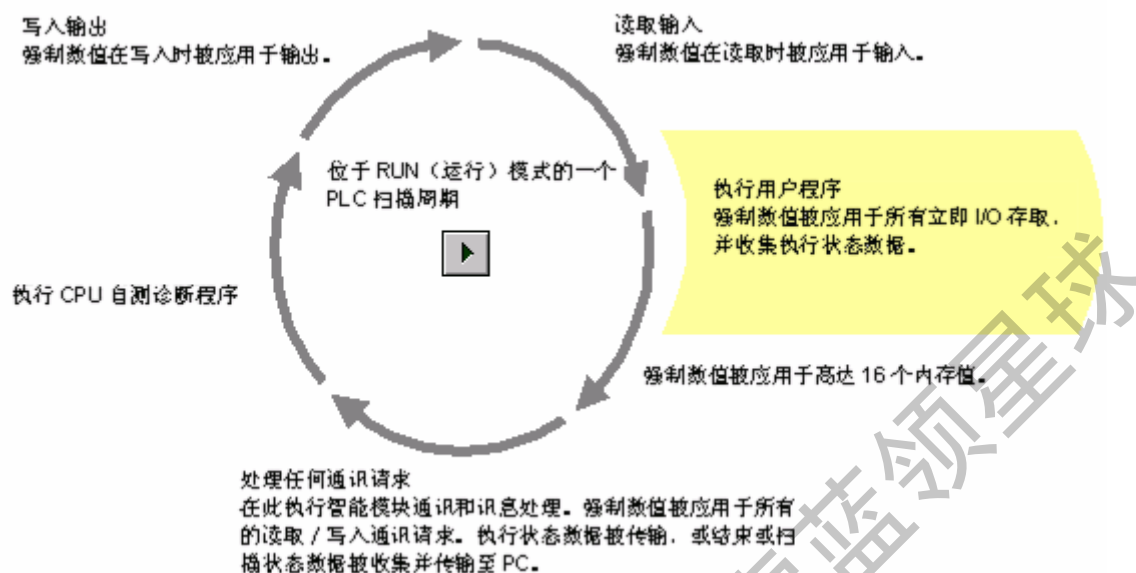 写入输出
强制数值在写入时被应用于输出。
读取输入
强制数值在读取时被应用于输入。
位于 RUN（运行）模式的一个
PLC 扫描周期
执行用户程序
强制数值被应用于所有立即 I/O 存取，
并收集执行状态数据。
执行 CPU 自测诊断程序
强制数值被应用于高达 16 个内存值。
处理任何通讯请求
在此执行智能模块通讯和讯息处理。强制数值被应用于所有
的读取 / 写入通讯请求。执行状态数据被传输，或结束或扫
描状态数据被收集并传输至 PC。
蓝领星球